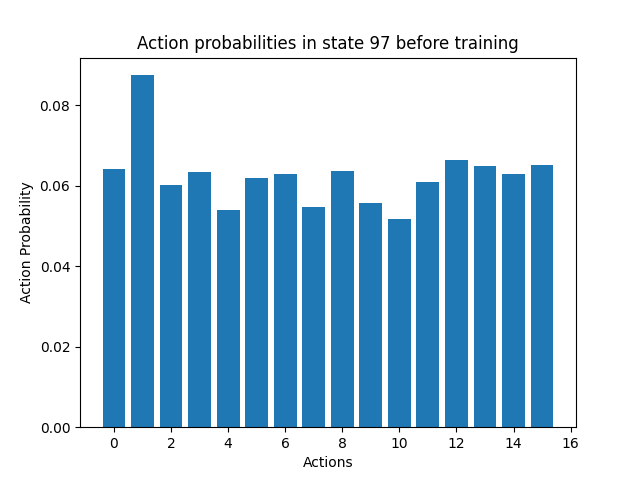 Action probabilities in state 97 before training
0.08
0.06
0.04
0.02
0.00
Action Probability
0 2 4 6 8 10 12 14 16
Actions